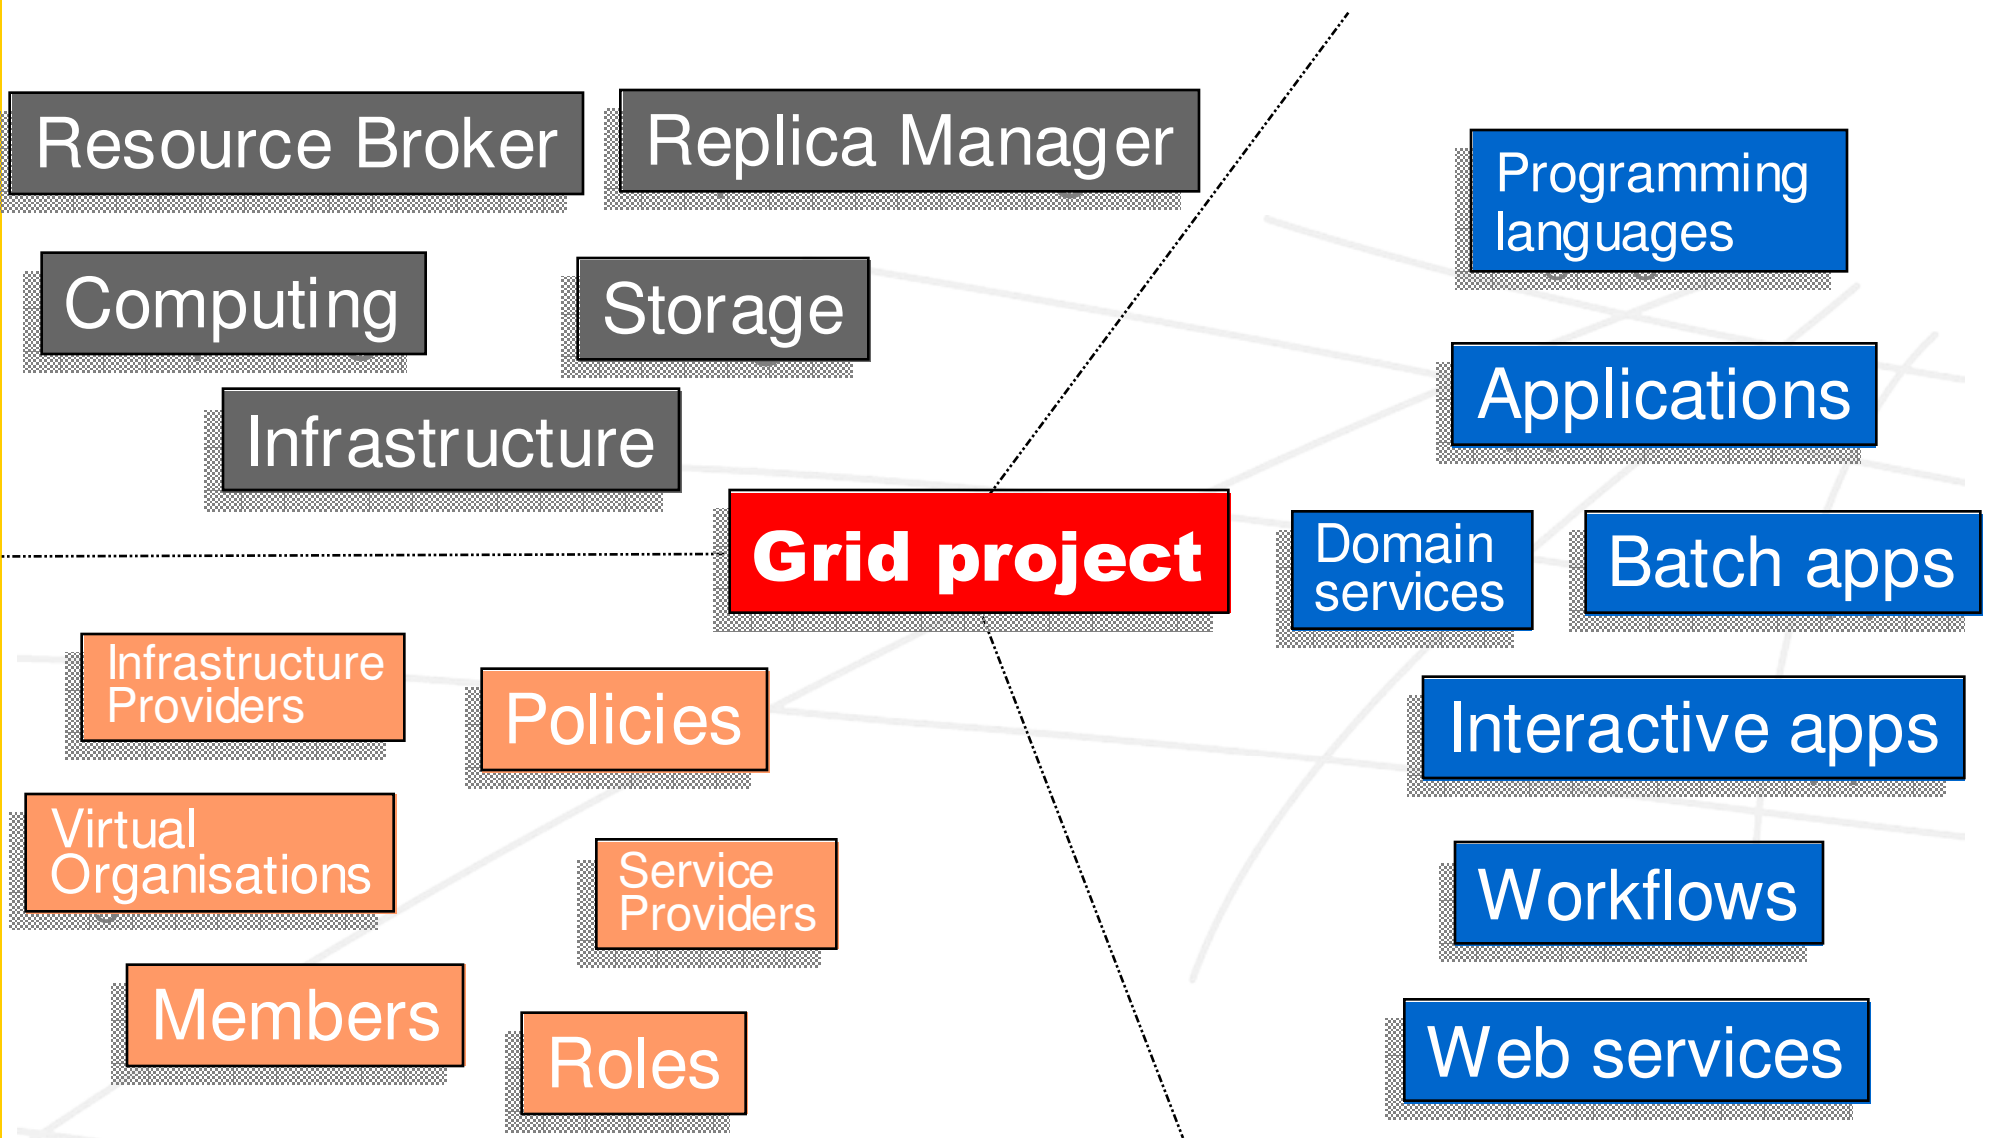 Resource Broker
Replica Manager
Computing
Storage
Infrastructure
Programming
languages
Applications
Grid project
Domain
services
Batch apps
Interactive apps
Workflows
Web services
Infrastructure
Providers
Policies
Virtual
Organisations
Service
Providers
Members
Roles